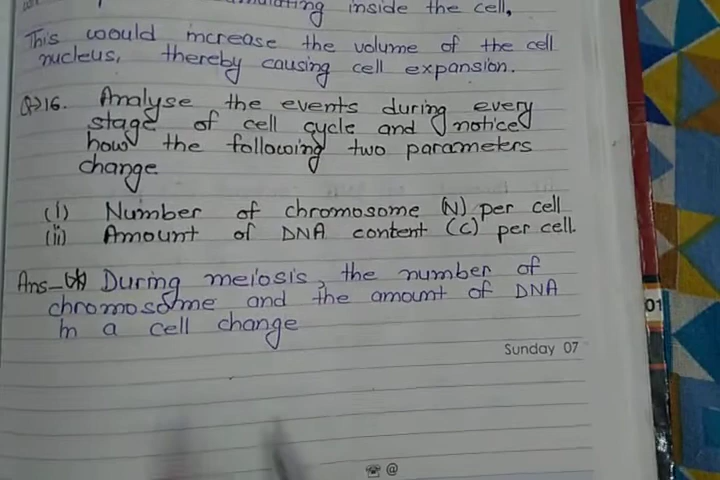 inside the cell,
This would increase the volume of the cell
nucleus, thereby causing cell expansion.
Q→16. Analyse the events during every
stage of cell cycle and notice
how the following two parameters
change
(i) Number of chromosome (N) per cell
(ii) Amount of DNA content (C) per cell.
Ans- During meiosis, the number of
chromosome and the amount of DNA
in a cell change
01
Sunday 07
@